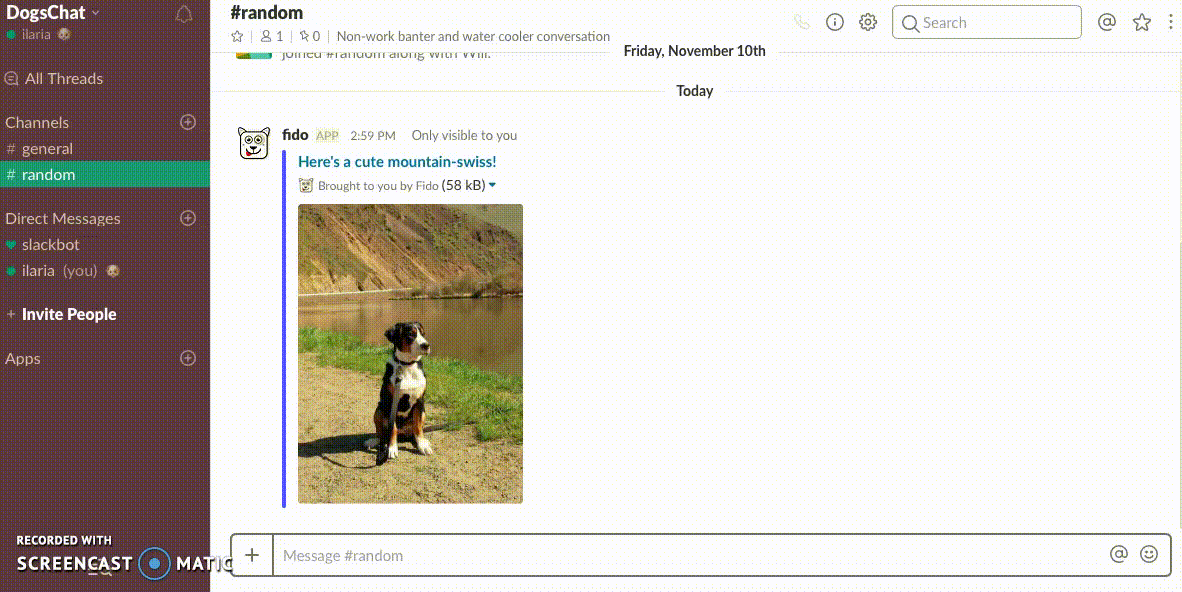 DogsChat
ilaria
All Threads
Channels
# general
# random
Direct Messages
slackbot
ilaria (you)
+ Invite People
Apps
RECORDED WITH
SCREENCAST MATIC
#random
1 | 0 | Non-work banter and water cooler conversation
Search
joined #random along with Will.
Friday, November 10th
Today
fido APP 2:59 PM Only visible to you
Here's a cute mountain-swiss!
Brought to you by Fido (58 kB)
Message #random